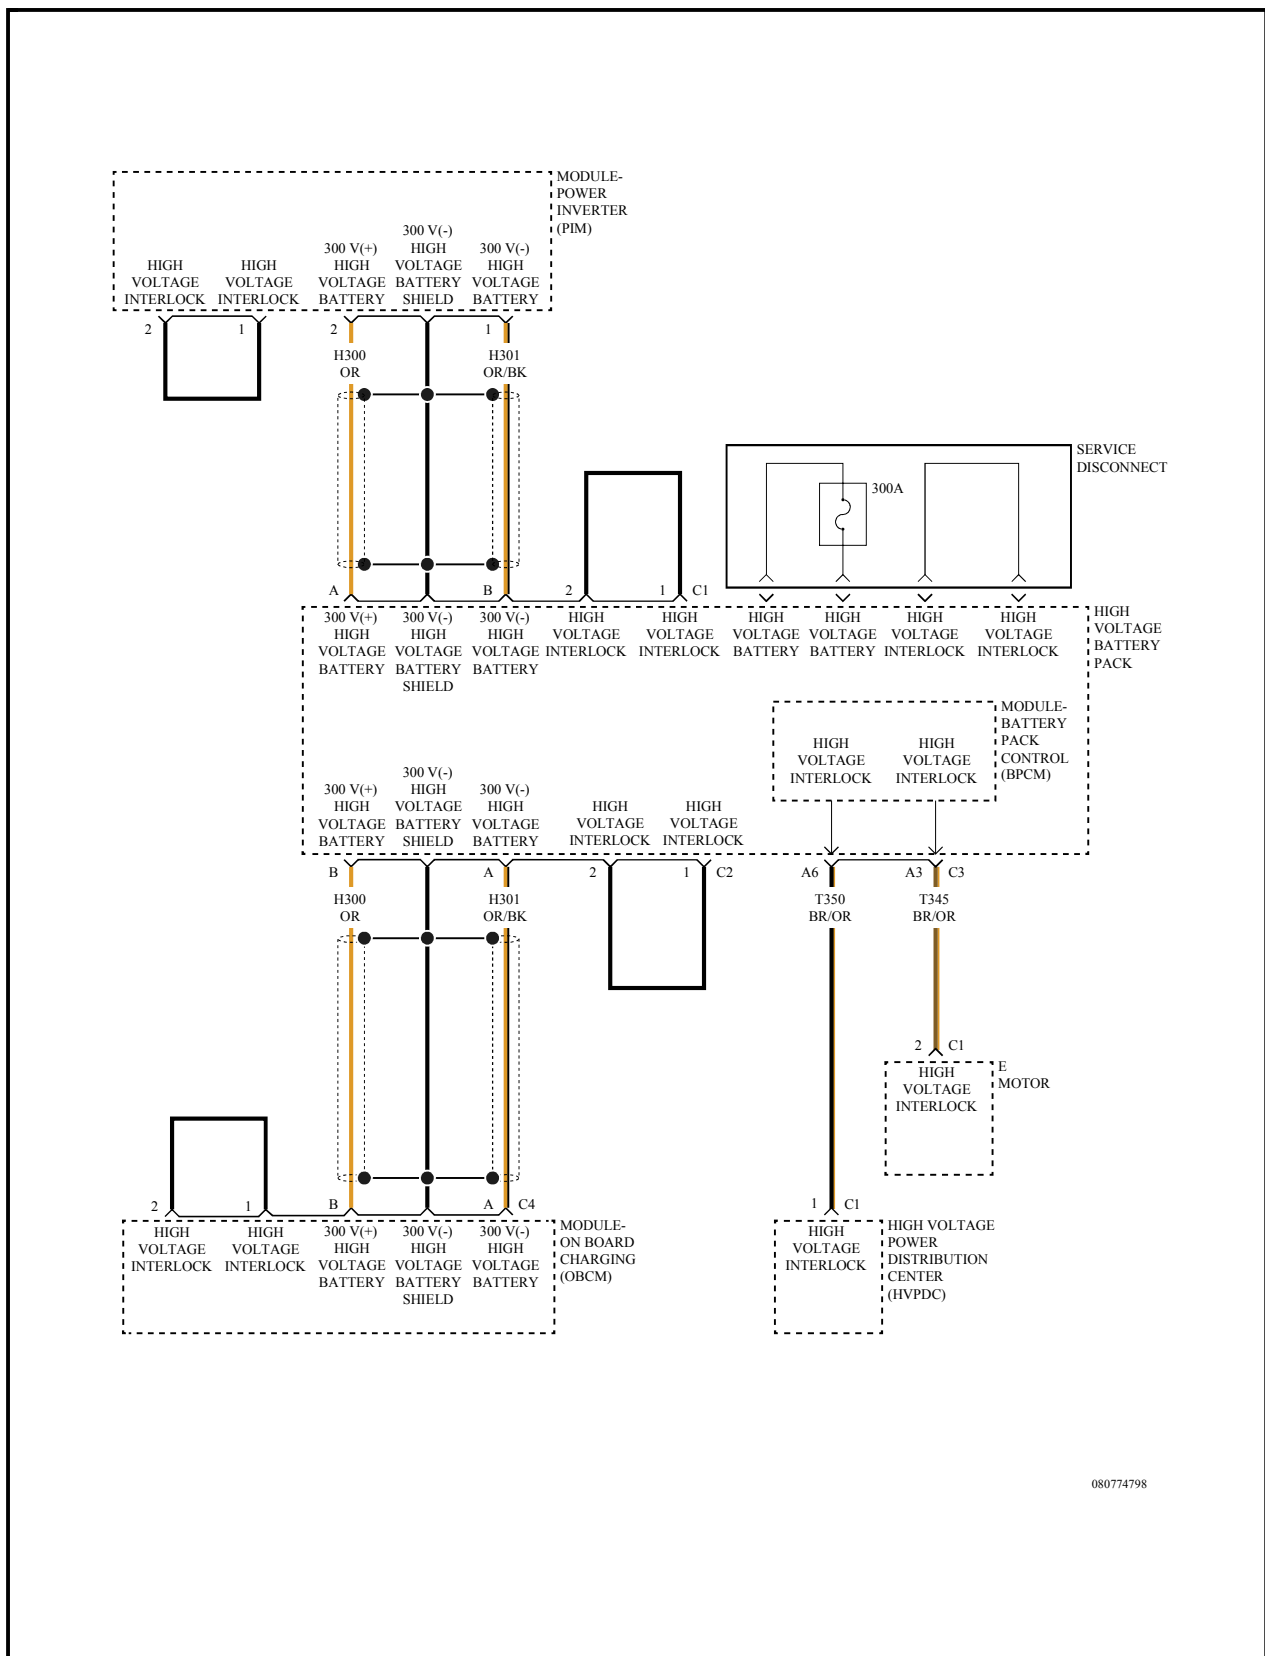 MODULE-
POWER
INVERTER
(PIM)
HIGH
VOLTAGE
INTERLOCK
HIGH
VOLTAGE
INTERLOCK
300 V(+)
HIGH
VOLTAGE
BATTERY
300 V(-)
HIGH
VOLTAGE
BATTERY
SHIELD
300 V(-)
HIGH
VOLTAGE
BATTERY
2
1
2
1
H300
OR
H301
OR/BK
SERVICE
DISCONNECT
300A
A
B
2
1
C1
300 V(+)
HIGH
VOLTAGE
BATTERY
300 V(-)
HIGH
VOLTAGE
BATTERY
SHIELD
300 V(-)
HIGH
VOLTAGE
BATTERY
HIGH
VOLTAGE
INTERLOCK
HIGH
VOLTAGE
INTERLOCK
HIGH
VOLTAGE
BATTERY
HIGH
VOLTAGE
BATTERY
HIGH
VOLTAGE
INTERLOCK
HIGH
VOLTAGE
INTERLOCK
HIGH
VOLTAGE
BATTERY
PACK
HIGH
VOLTAGE
INTERLOCK
HIGH
VOLTAGE
INTERLOCK
MODULE-
BATTERY
PACK
CONTROL
(BPCM)
300 V(+)
HIGH
VOLTAGE
BATTERY
300 V(-)
HIGH
VOLTAGE
BATTERY
SHIELD
300 V(-)
HIGH
VOLTAGE
BATTERY
HIGH
VOLTAGE
INTERLOCK
HIGH
VOLTAGE
INTERLOCK
B
A
2
1
C2
A6
A3
C3
H300
OR
H301
OR/BK
T350
BR/OR
T345
BR/OR
2
C1
HIGH
VOLTAGE
INTERLOCK
E
MOTOR
2
1
B
A
C4
1
C1
HIGH
VOLTAGE
INTERLOCK
HIGH
VOLTAGE
INTERLOCK
300 V(+)
HIGH
VOLTAGE
BATTERY
300 V(-)
HIGH
VOLTAGE
BATTERY
SHIELD
300 V(-)
HIGH
VOLTAGE
BATTERY
MODULE-
ON BOARD
CHARGING
(OBCM)
HIGH
VOLTAGE
INTERLOCK
HIGH VOLTAGE
POWER
DISTRIBUTION
CENTER
(HVPDC)
080774798